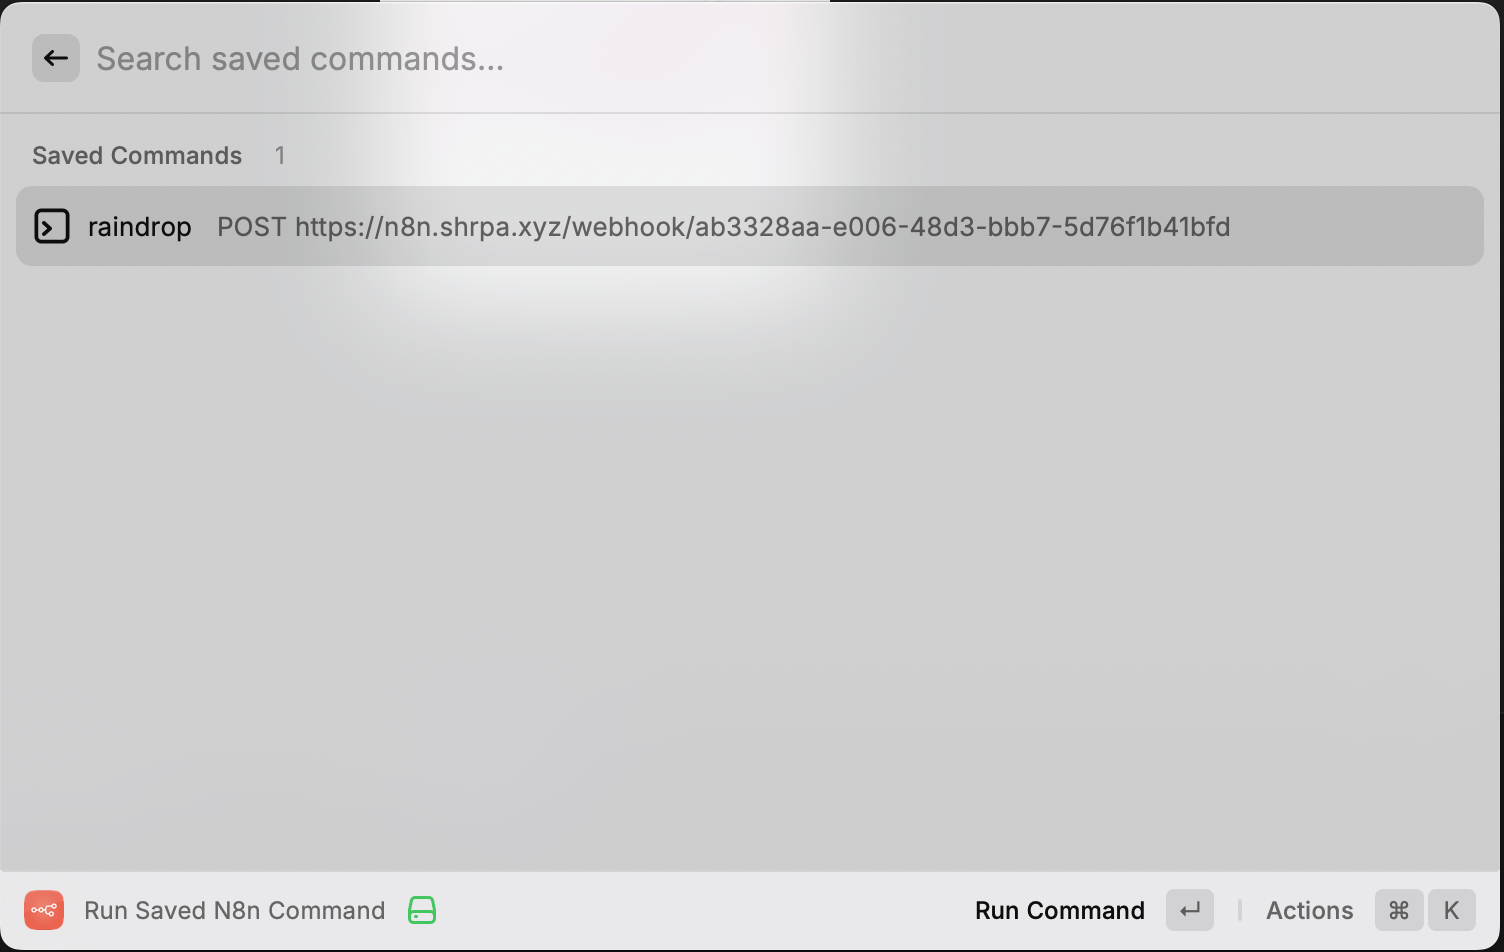 Search saved commands...
Saved Commands 1
raindrop POST https://n8n.shrpa.xyz/webhook/ab3328aa-e006-48d3-bbb7-5d76f1b41bfd
Run Saved N8n Command Run Command ↵ Actions ⌘ K